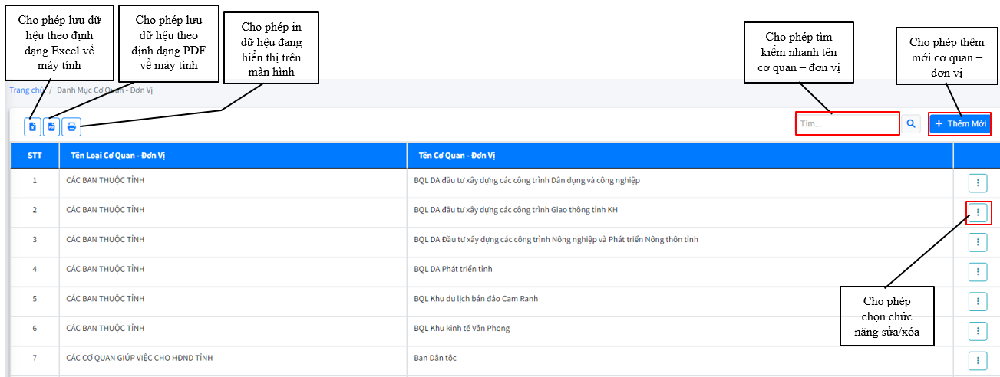 Cho phép lưu dữ
liệu theo định
dạng Excel về
máy tính
Cho phép lưu
dữ liệu theo
định dạng PDF
về máy tính
Cho phép in
dữ liệu đang
hiển thị trên
màn hình
Cho phép tìm
kiếm nhanh tên
cơ quan – đơn vị
Cho phép thêm
mới cơ quan –
đơn vị
Trang chủ / Danh Mục Cơ Quan - Đơn Vị
Tìm...
+ Thêm Mới
STT Tên Loại Cơ Quan - Đơn Vị Tên Cơ Quan - Đơn Vị
1 CÁC BAN THUỘC TỈNH BQL DA đầu tư xây dựng các công trình Dân dụng và công nghiệp
2 CÁC BAN THUỘC TỈNH BQL DA đầu tư xây dựng các công trình Giao thông tỉnh KH
3 CÁC BAN THUỘC TỈNH BQL DA Đầu tư xây dựng các công trình Nông nghiệp và Phát triển Nông thôn tỉnh
4 CÁC BAN THUỘC TỈNH BQL DA Phát triển tỉnh
5 CÁC BAN THUỘC TỈNH BQL Khu du lịch bán đảo Cam Ranh
6 CÁC BAN THUỘC TỈNH BQL Khu kinh tế Vân Phong
7 CÁC CƠ QUAN GIÚP VIỆC CHO HĐND TỈNH Ban Dân tộc
Cho phép
chọn chức
năng sửa/xóa